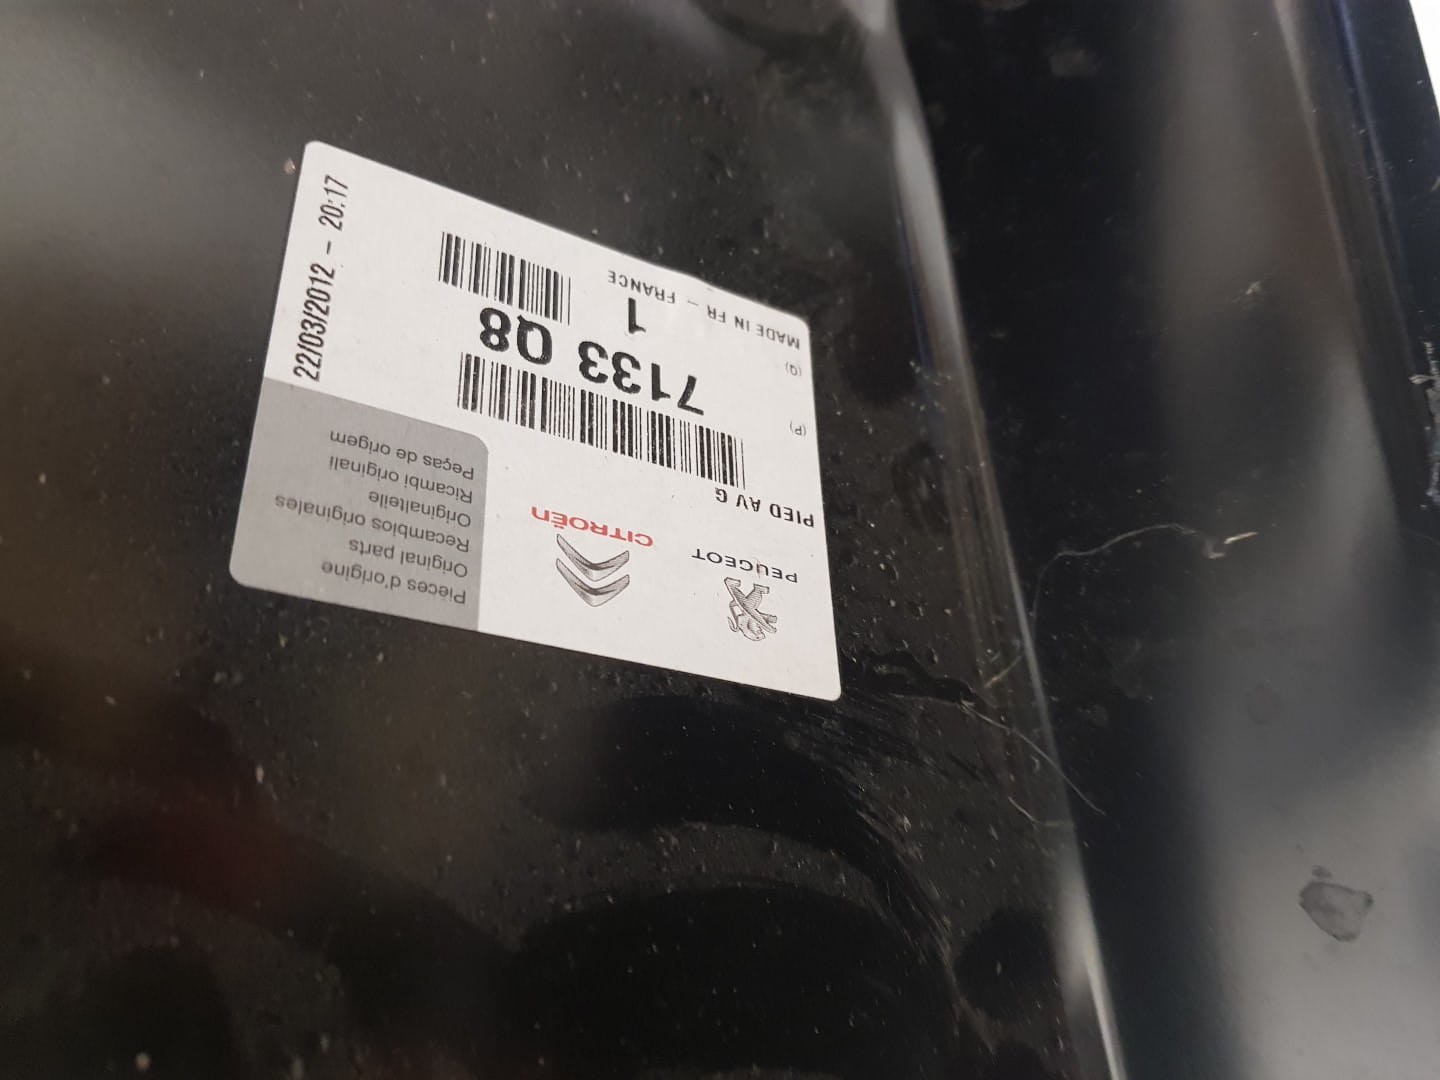 PEUGEOT
CITROËN
Pièces d'origine
Original parts
Recambios originales
Originalteile
Ricambi originali
Peças de origem
PIED AV G
(P)
7133 Q8
(Q)
1
MADE IN FR - FRANCE
22/03/2012 - 20:17